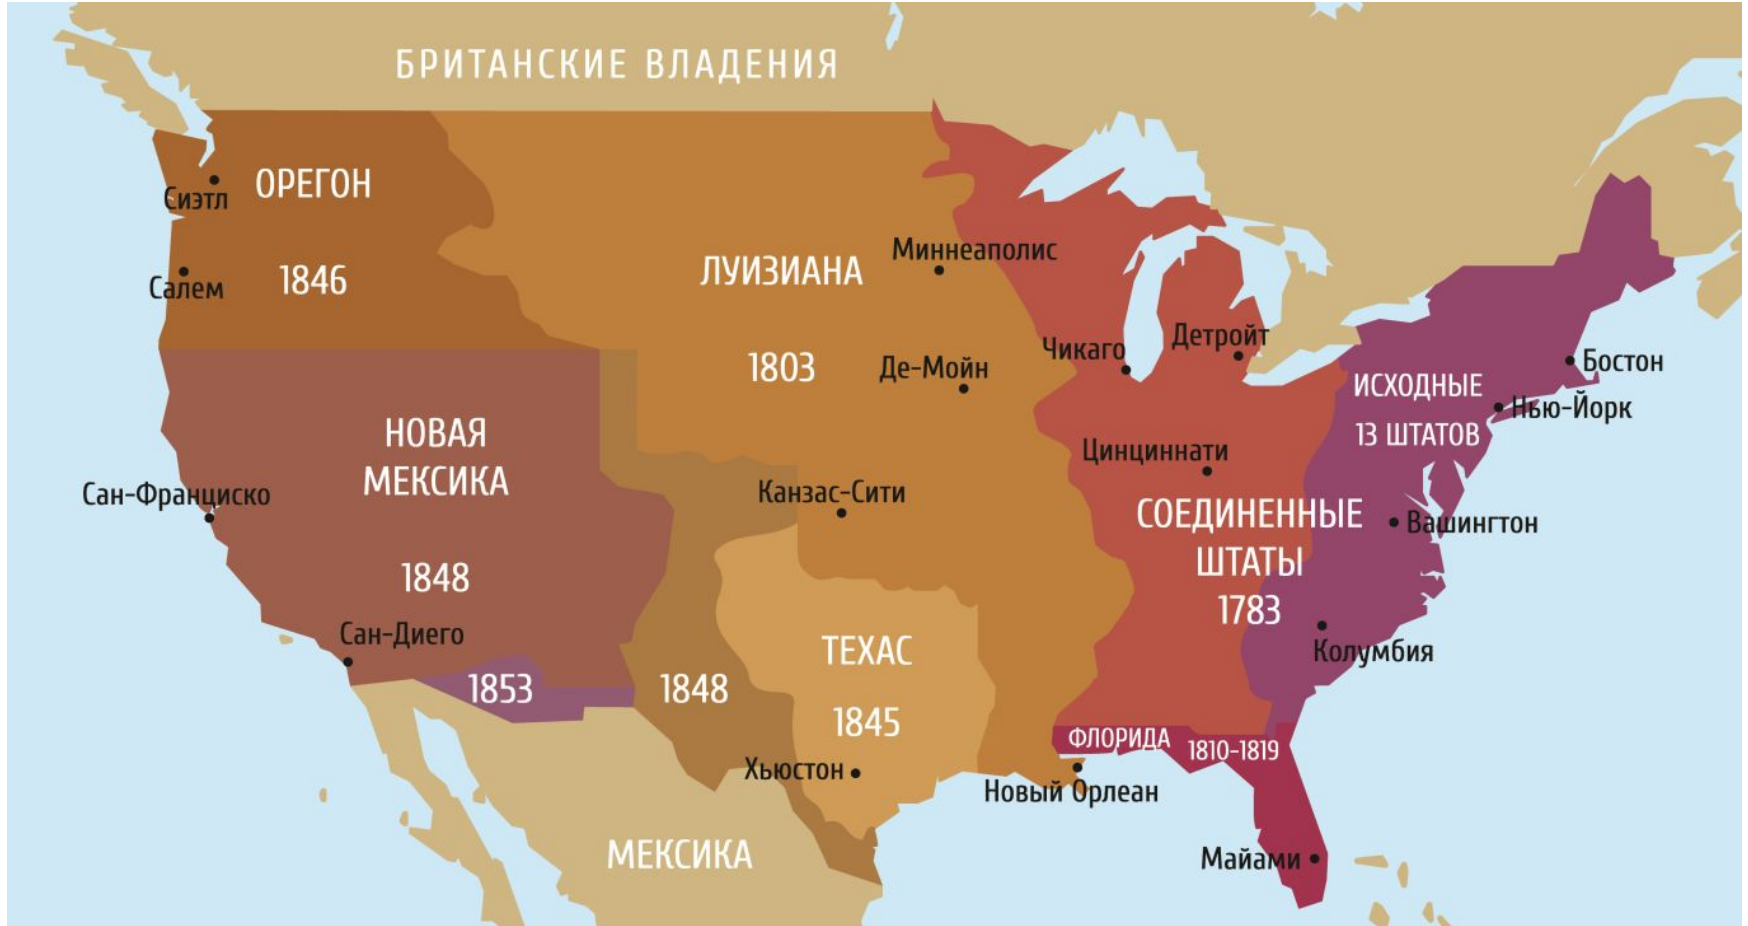 БРИТАНСКИЕ ВЛАДЕНИЯ
ОРЕГОН
Сиэтл
1846
Салем
ЛУИЗИАНА
Миннеаполис
1803
Де-Мойн
Чикаго
Детройт
ИСХОДНЫЕ
13 ШТАТОВ
Бостон
Нью-Йорк
НОВАЯ
МЕКСИКА
Сан-Франциско
1848
Сан-Диего
Канзас-Сити
Цинциннати
СОЕДИНЕННЫЕ
ШТАТЫ
1783
Вашингтон
Колумбия
1853
1848
ТЕХАС
1845
Хьюстон
ФЛОРИДА
1810-1819
Новый Орлеан
МЕКСИКА
Майами